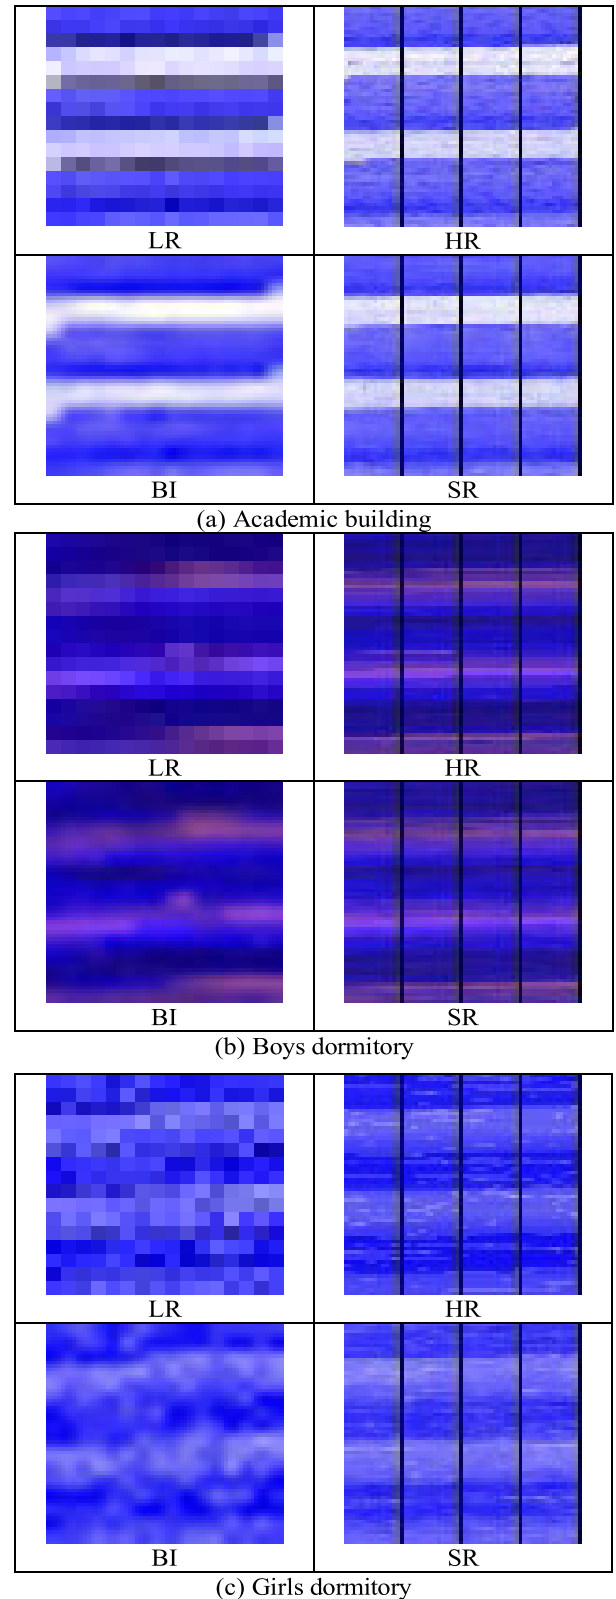 LR HR
BI SR
(a) Academic building
LR HR
BI SR
(b) Boys dormitory
LR HR
BI SR
(c) Girls dormitory